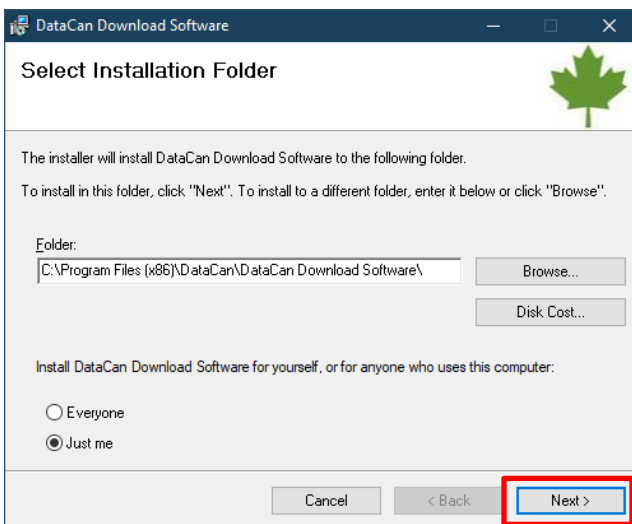 DataCan Download Software
Select Installation Folder
The installer will install DataCan Download Software to the following folder.
To install in this folder, click "Next". To install to a different folder, enter it below or click "Browse".
Folder:
C:\Program Files (x86)\DataCan\DataCan Download Software\
Browse...
Disk Cost...
Install DataCan Download Software for yourself, or for anyone who uses this computer:
Everyone
Just me
Cancel
< Back
Next >